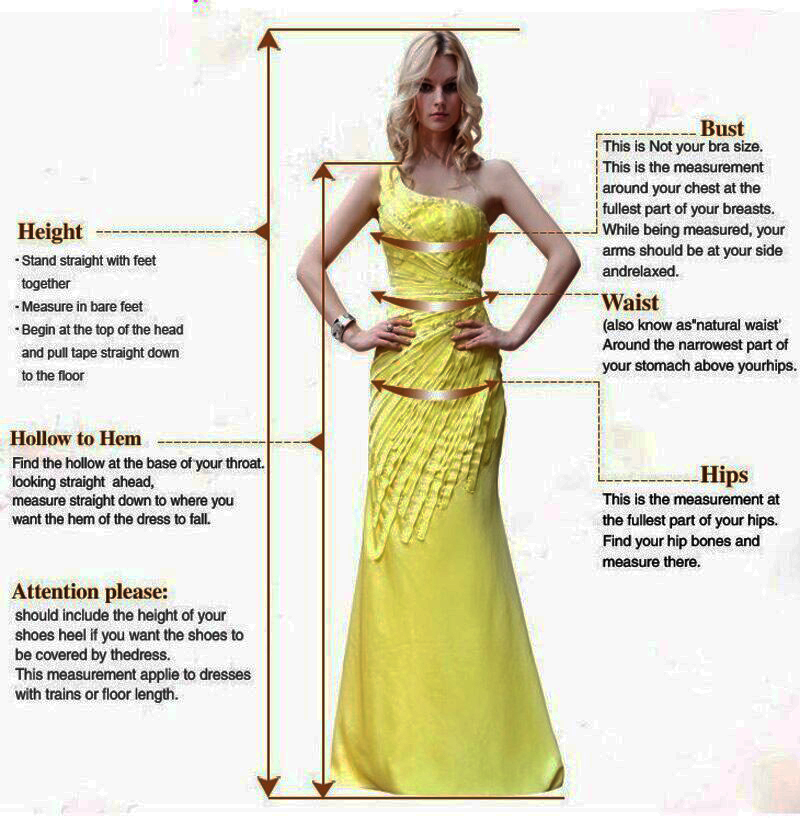 Height
· Stand straight with feet
together
· Measure in bare feet
· Begin at the top of the head
and pull tape straight down
to the floor
Hollow to Hem
Find the hollow at the base of your throat.
looking straight ahead,
measure straight down to where you
want the hem of the dress to fall.
Attention please:
should include the height of your
shoes heel if you want the shoes to
be covered by thedress.
This measurement applie to dresses
with trains or floor length.
Bust
This is Not your bra size.
This is the measurement
around your chest at the
fullest part of your breasts.
While being measured, your
arms should be at your side
andrelaxed.
Waist
(also know as"natural waist'
Around the narrowest part of
your stomach above yourhips.
Hips
This is the measurement at
the fullest part of your hips.
Find your hip bones and
measure there.